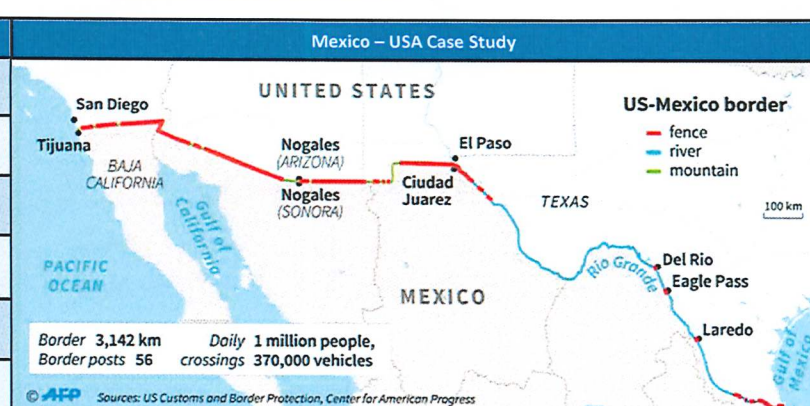 Mexico – USA Case Study
UNITED STATES
San Diego
Tijuana
BAJA
CALIFORNIA
Gulf of
California
Nogales
(ARIZONA)
Nogales
(SONORA)
El Paso
Ciudad
Juarez
US-Mexico border
fence
river
mountain
100 km
TEXAS
PACIFIC
OCEAN
MEXICO
Rio Grande
Del Rio
Eagle Pass
Laredo
Gulf of
Mexico
Border 3,142 km
Border posts 56
Daily 1 million people,
crossings 370,000 vehicles
© AFP Sources: US Customs and Border Protection, Center for American Progress